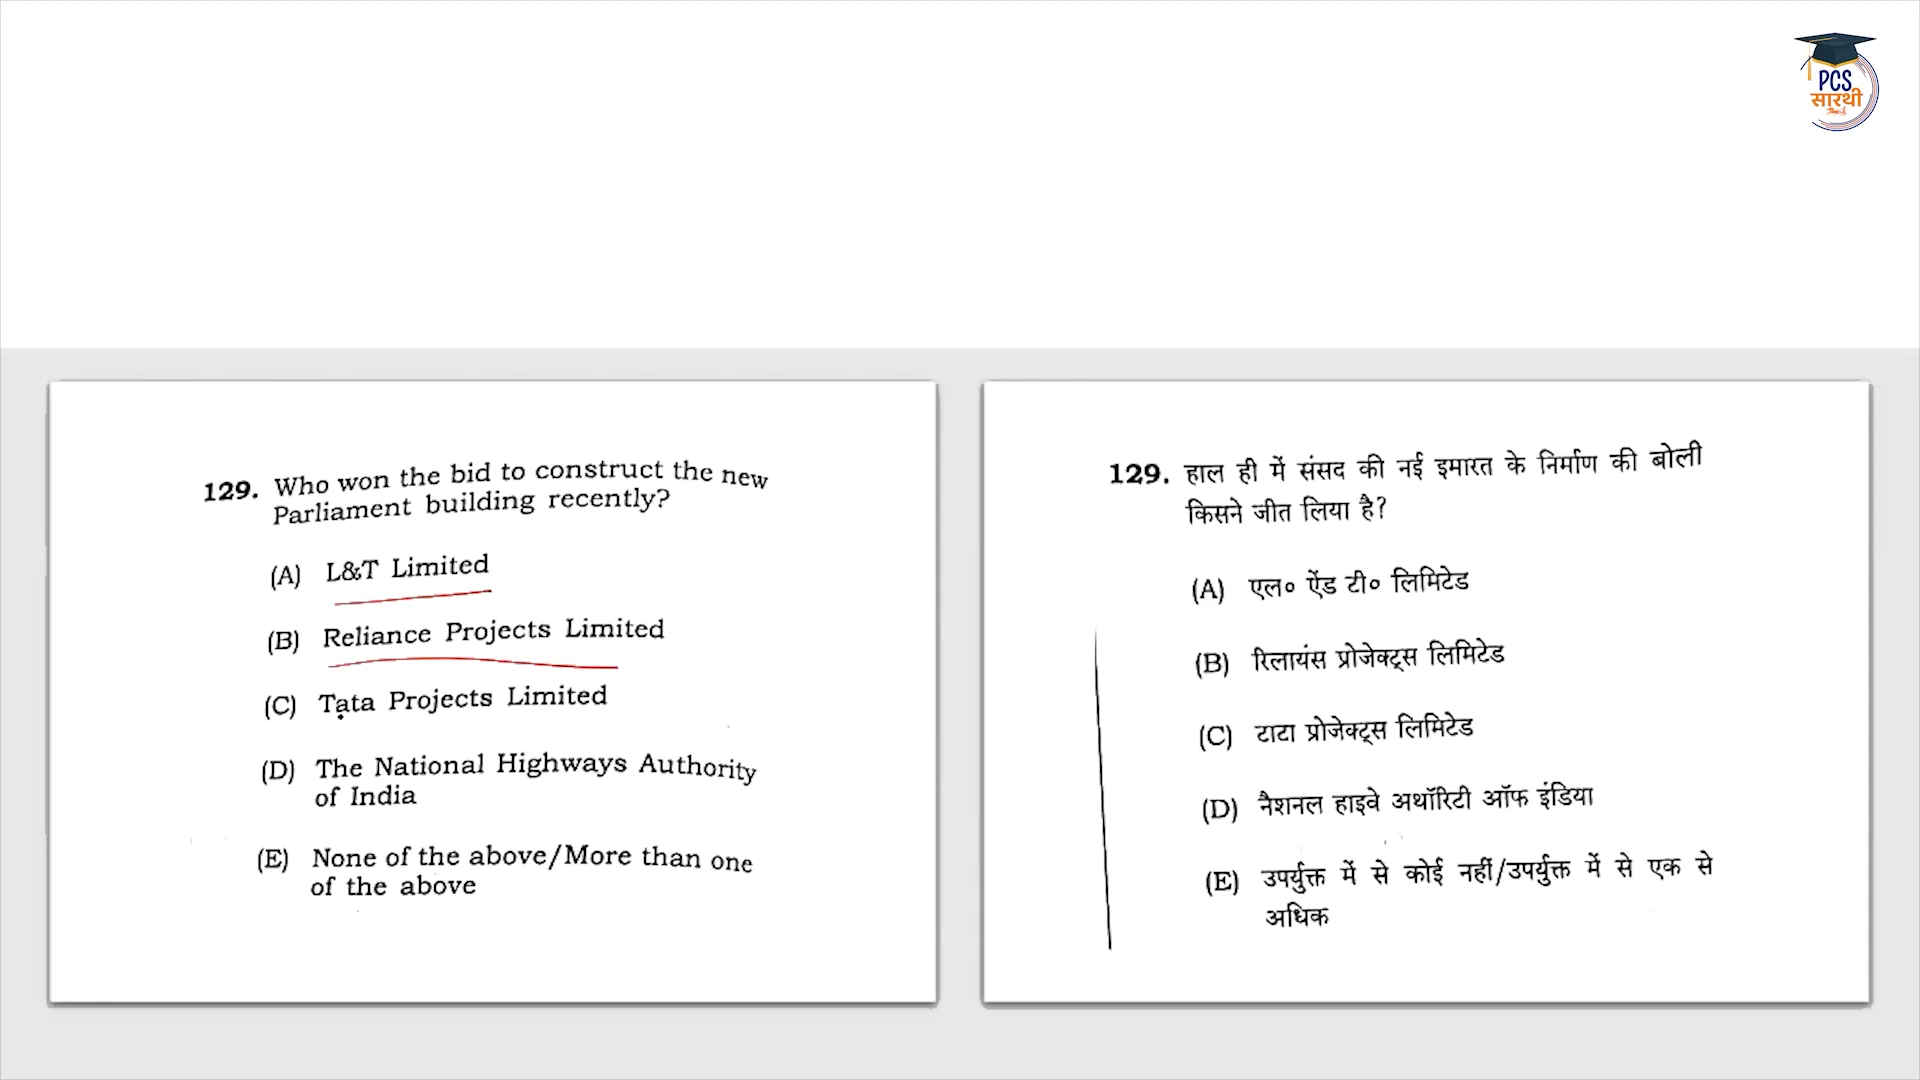 PCS
सारथी
129. Who won the bid to construct the new
Parliament building recently?
(A) L&T Limited
(B) Reliance Projects Limited
(C) Tata Projects Limited
(D) The National Highways Authority
of India
(E) None of the above/More than one
of the above
129. हाल ही में संसद की नई इमारत के निर्माण की बोली
किसने जीत लिया है?
(A) एल० ऐंड टी० लिमिटेड
(B) रिलायंस प्रोजेक्ट्स लिमिटेड
(C) टाटा प्रोजेक्ट्स लिमिटेड
(D) नैशनल हाइवे अथॉरिटी ऑफ इंडिया
(E) उपर्युक्त में से कोई नहीं/उपर्युक्त में से एक से
अधिक